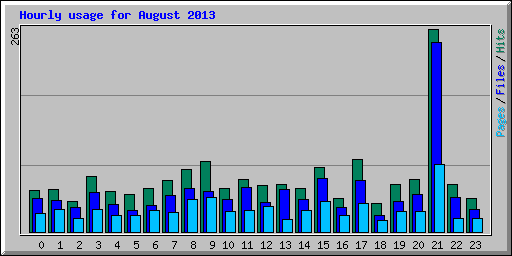 Hourly usage for August 2013
263
Pages / Files / Hits
0 1 2 3 4 5 6 7 8 9 10 11 12 13 14 15 16 17 18 19 20 21 22 23